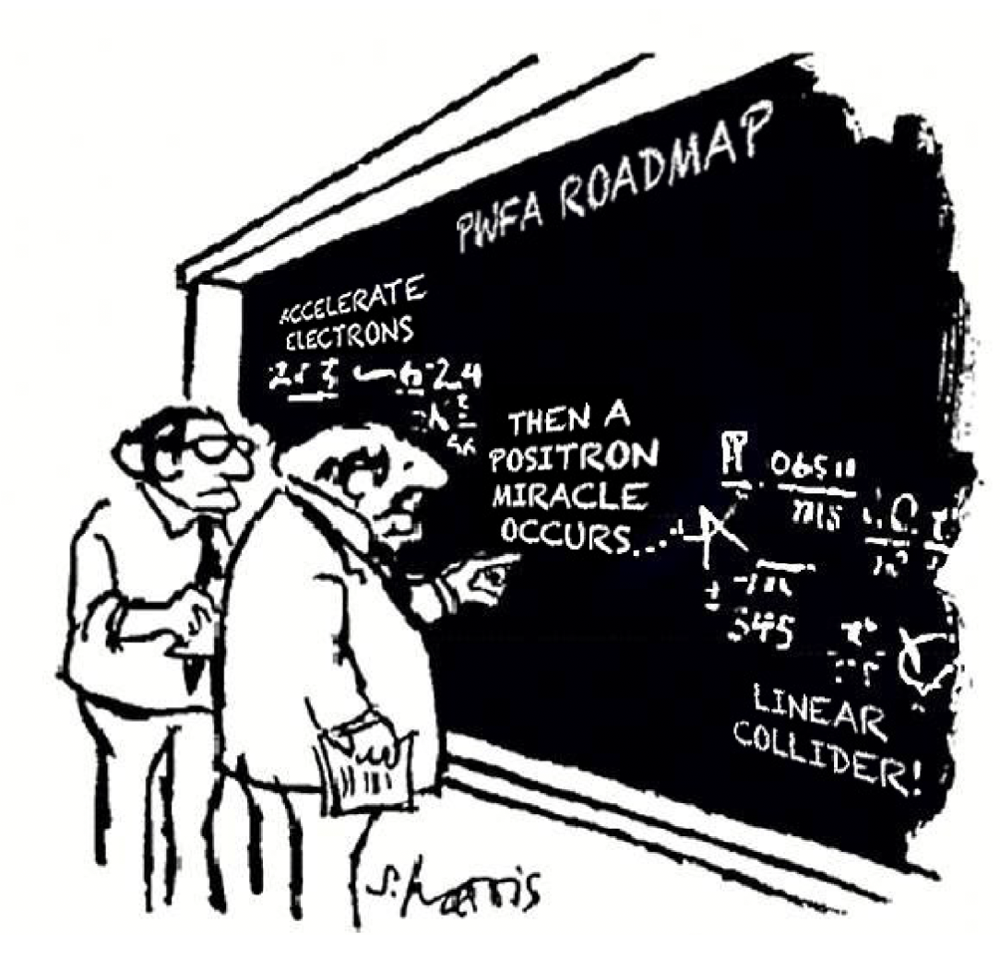 PWFA ROADMAP
ACCELERATE
ELECTRONS
THEN A
POSITRON
MIRACLE
OCCURS...
LINEAR
COLLIDER!
S. Harris